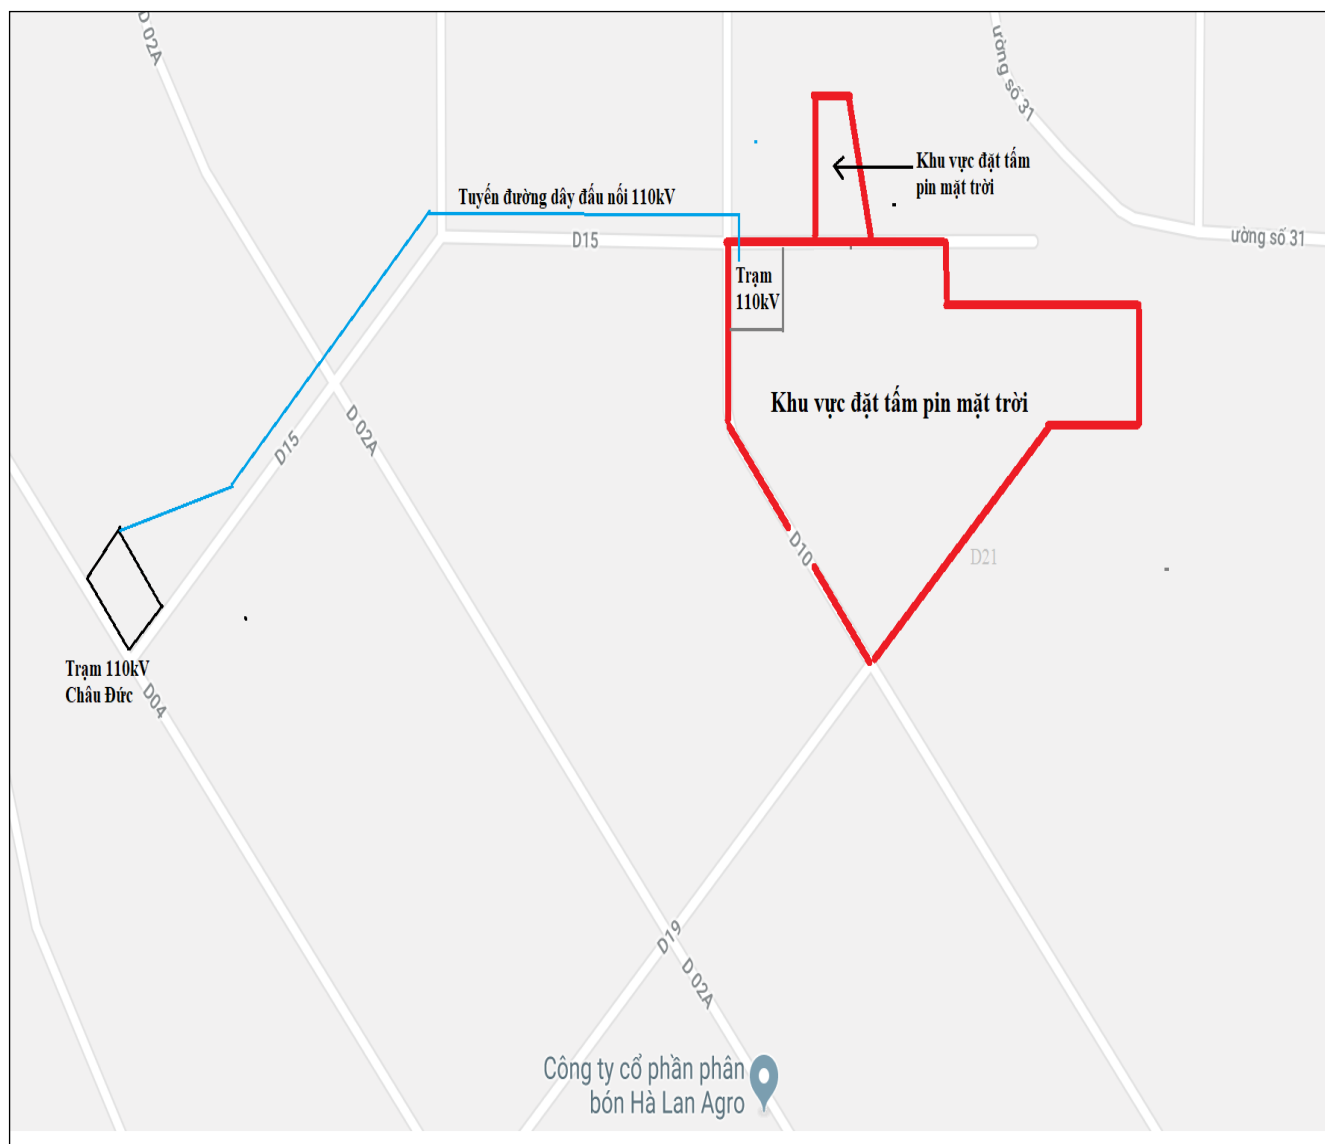 D 02A
ường số 31
Khu vực đặt tấm
pin mặt trời
Tuyến đường dây đấu nối 110kV
D15
ường số 31
Trạm
110kV
Khu vực đặt tấm pin mặt trời
D 02A
D15
D10
D21
Trạm 110kV
Châu Đức
D04
D19
D 02A
Công ty cổ phần phân
bón Hà Lan Agro